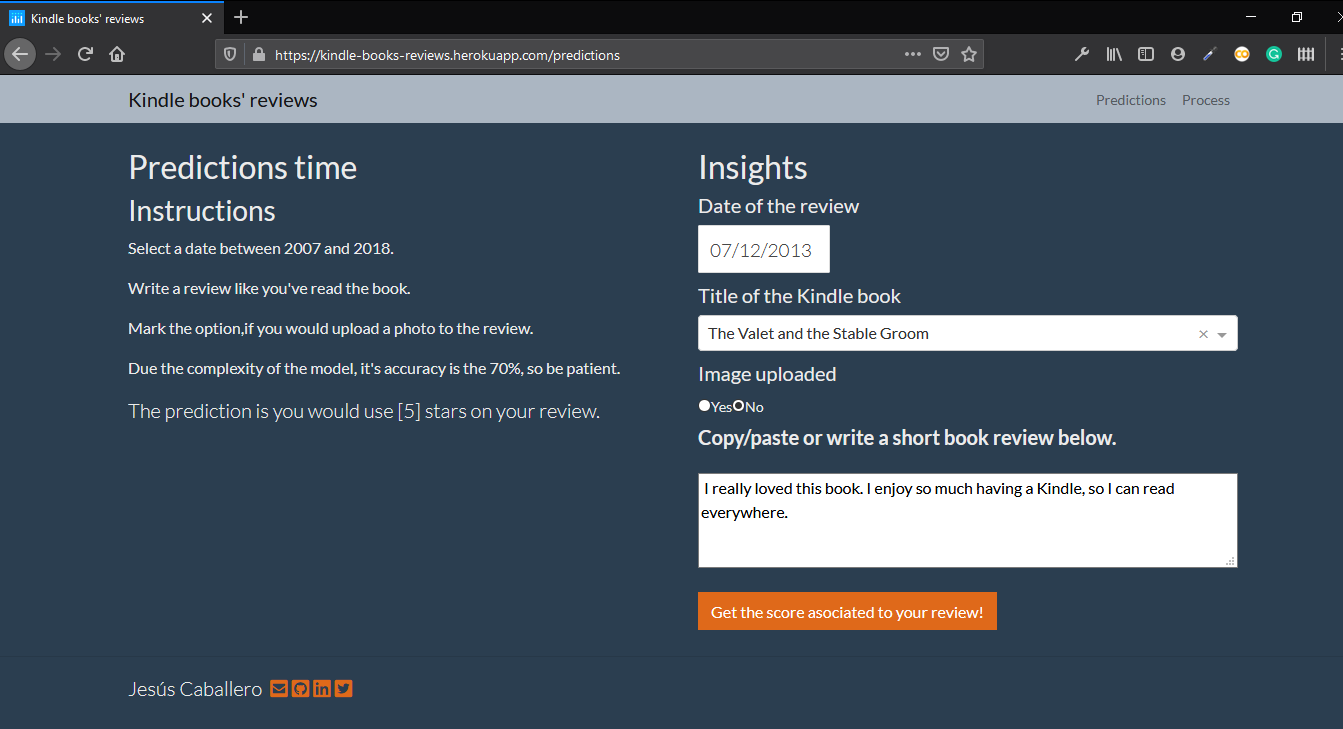 Kindle books' reviews
https://kindle-books-reviews.herokuapp.com/predictions
Kindle books' reviews
Predictions
Process
Predictions time
Instructions
Select a date between 2007 and 2018.
Write a review like you've read the book.
Mark the option,if you would upload a photo to the review.
Due the complexity of the model, it's accuracy is the 70%, so be patient.
The prediction is you would use [5] stars on your review.
Insights
Date of the review
07/12/2013
Title of the Kindle book
The Valet and the Stable Groom
Image uploaded
Yes No
Copy/paste or write a short book review below.
I really loved this book. I enjoy so much having a Kindle, so I can read
everywhere.
Get the score asociated to your review!
Jesús Caballero